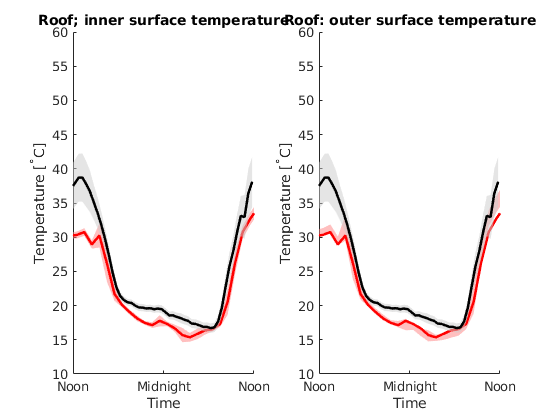 Roof; inner surface temperature
Roof: outer surface temperature
60
55
50
45
40
35
30
25
20
15
10
Temperature [°C]
Noon
Midnight
Noon
Time
60
55
50
45
40
35
30
25
20
15
10
Temperature [°C]
Noon
Midnight
Noon
Time